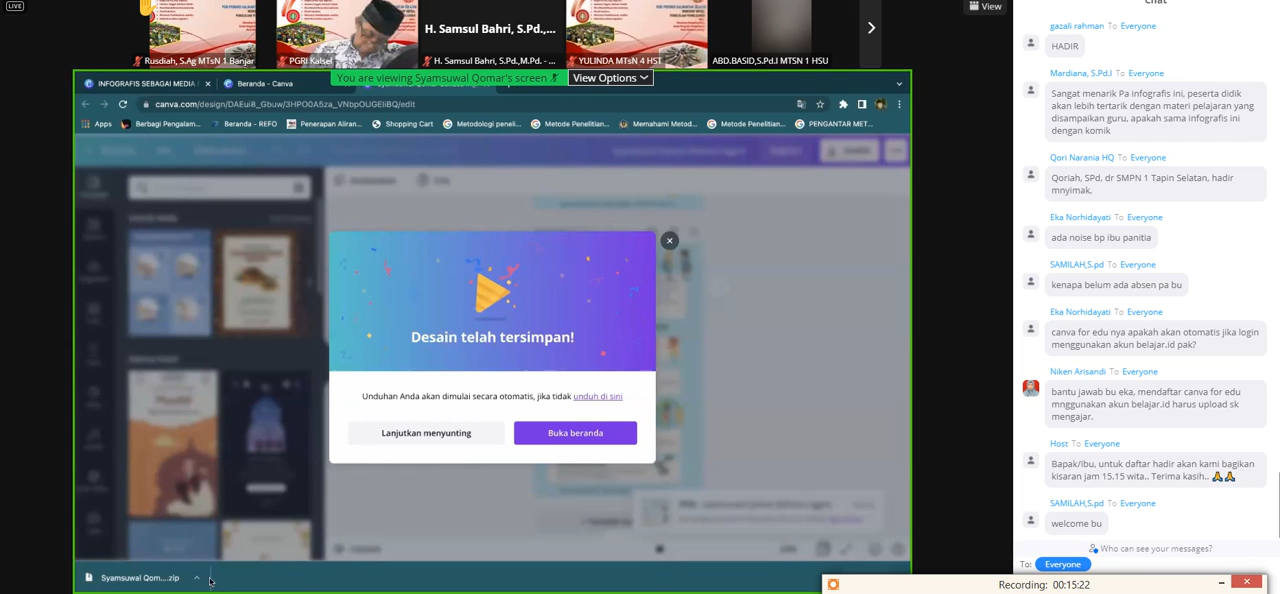 LIVE
View
H. Samsul Bahri, S.Pd.,...
Rusdiah, S.Ag MTsN 1 Banjar
PGRI Kalsel
H. Samsul Bahri, S.Pd,M.Pd. - ...
YULINDA MTsN 4 HST
ABD.BASID,S.Pd.I MTSN 1 HSU
You are viewing Syamsuwal Qomar's screen
View Options
INFOGRAFIS SEBAGAI MEDIA
Beranda - Canva
canva.com/design/DAEui8_Gbuw/3HPO0A5za_VNbpOUGEliBQ/edit
Apps
Berbagi Pengalam...
Beranda - REFO
Penerapan Aliran...
Shopping Cart
Metodologi peneli...
Metode Penelitian...
Memahami Metod...
Metode Penelitian...
PENGANTAR MET...
Desain telah tersimpan!
Unduhan Anda akan dimulai secara otomatis, jika tidak unduh di sini
Lanjutkan menyunting
Buka beranda
Syamsuwal Qom....zip
Chat
gazali rahman To Everyone
HADIR
Mardiana, S.Pd.I To Everyone
Sangat menarik Pa infografis ini, peserta didik
akan lebih tertarik dengan materi pelajaran yang
disampaikan guru, apakah sama infografis ini
dengan komik
Qori Narania HQ To Everyone
Qoriah, SPd, dr SMPN 1 Tapin Selatan, hadir
mnyimak,
Eka Norhidayati To Everyone
ada noise bp ibu panitia
SAMILAH,S.pd To Everyone
kenapa belum ada absen pa bu
Eka Norhidayati To Everyone
canva for edu nya apakah akan otomatis jika login
menggunakan akun belajar.id pak?
Niken Arisandi To Everyone
bantu jawab bu eka, mendaftar canva for edu
mnggunakan akun belajar.id harus upload sk
mengajar.
Host To Everyone
Bapak/Ibu, untuk daftar hadir akan kami bagikan
kisaran jam 15.15 wita.. Terima kasih.. 🙏🙏
SAMILAH,S.pd To Everyone
welcome bu
Who can see your messages?
To: Everyone
Recording: 00:15:22